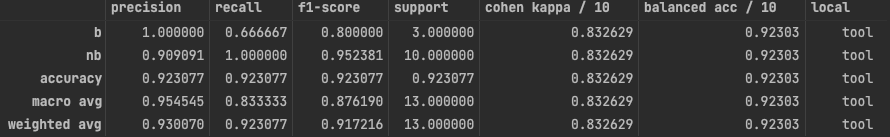 precision recall f1-score support cohen kappa / 10 balanced acc / 10 local
b 1.000000 0.666667 0.800000 3.000000 0.832629 0.92303 tool
nb 0.909091 1.000000 0.952381 10.000000 0.832629 0.92303 tool
accuracy 0.923077 0.923077 0.923077 0.923077 0.832629 0.92303 tool
macro avg 0.954545 0.833333 0.876190 13.000000 0.832629 0.92303 tool
weighted avg 0.930070 0.923077 0.917216 13.000000 0.832629 0.92303 tool